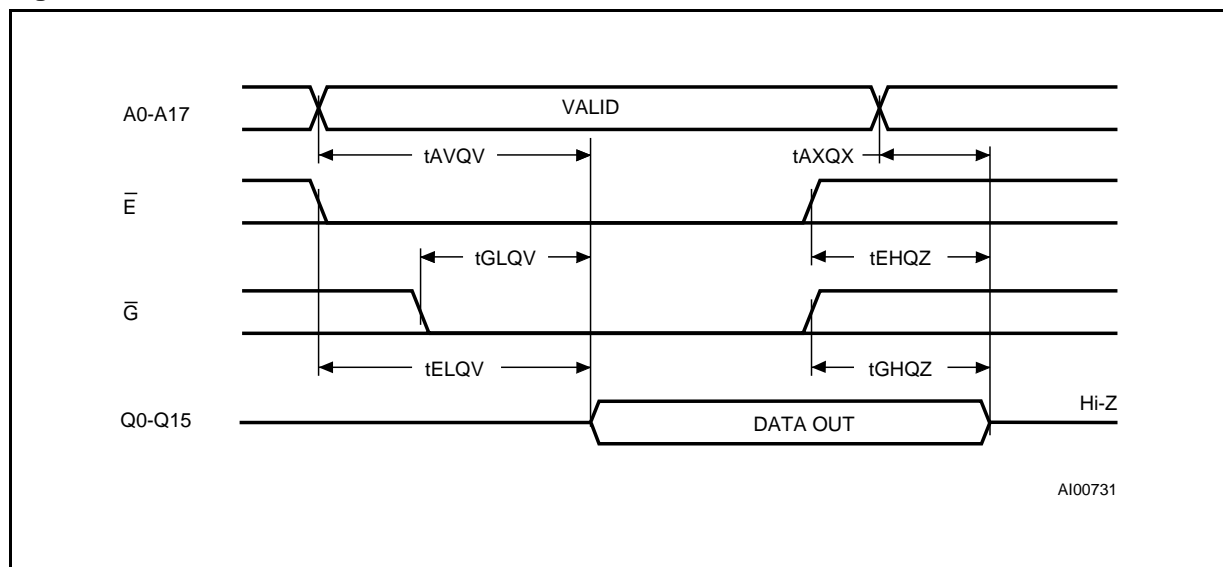 A0-A17
VALID
tAVQV
tAXQX
E̅
tGLQV
tEHQZ
G̅
tELQV
tGHQZ
Q0-Q15
DATA OUT
Hi-Z
AI00731